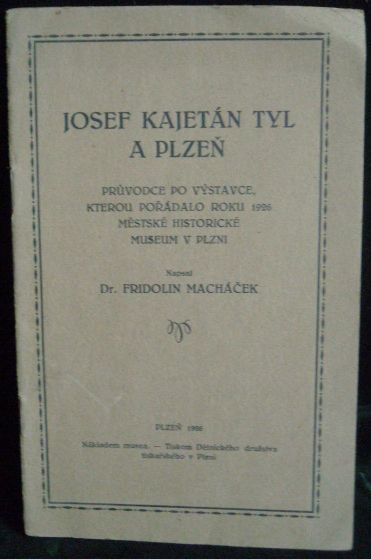 JOSEF KAJETÁN TYL
A PLZEŇ
PRŮVODCE PO VÝSTAVCE,
KTEROU POŘÁDALO ROKU 1926
MĚSTSKÉ HISTORICKÉ
MUSEUM V PLZNI
Napsal
Dr. FRIDOLIN MACHÁČEK
PLZEŇ 1926
Nákladem musea. — Tiskem Dělnického družstva
tiskařského v Plzni